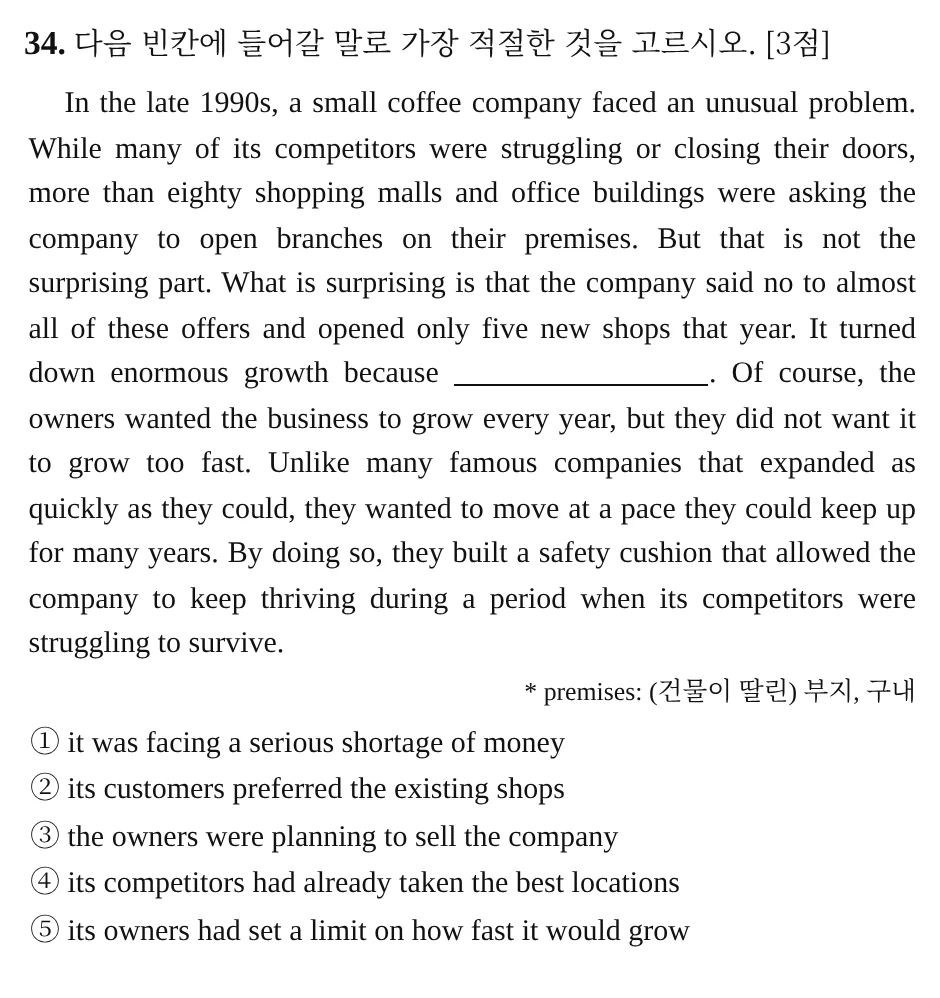 34. 다음 빈칸에 들어갈 말로 가장 적절한 것을 고르시오. [3점]
In the late 1990s, a small coffee company faced an unusual problem.
While many of its competitors were struggling or closing their doors,
more than eighty shopping malls and office buildings were asking the
company to open branches on their premises. But that is not the
surprising part. What is surprising is that the company said no to almost
all of these offers and opened only five new shops that year. It turned
down enormous growth because ________________. Of course, the
owners wanted the business to grow every year, but they did not want it
to grow too fast. Unlike many famous companies that expanded as
quickly as they could, they wanted to move at a pace they could keep up
for many years. By doing so, they built a safety cushion that allowed the
company to keep thriving during a period when its competitors were
struggling to survive.
* premises: (건물이 딸린) 부지, 구내
① it was facing a serious shortage of money
② its customers preferred the existing shops
③ the owners were planning to sell the company
④ its competitors had already taken the best locations
⑤ its owners had set a limit on how fast it would grow